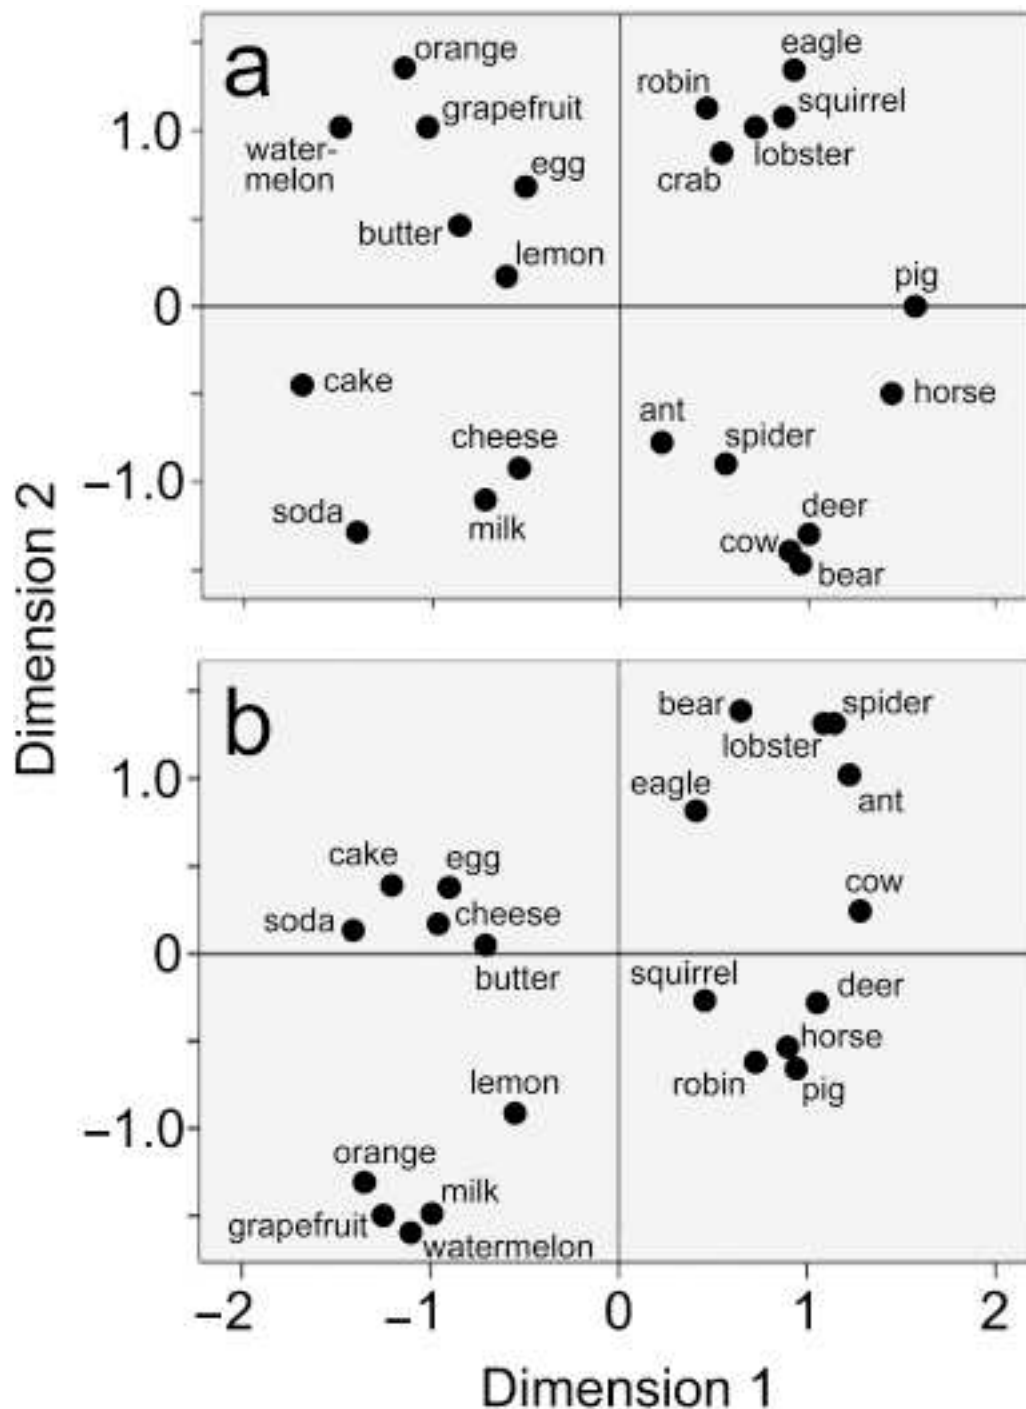 a
orange
eagle
robin
grapefruit
squirrel
1.0
water-
melon
egg
lobster
crab
butter
lemon
0
pig
cake
horse
ant
cheese
spider
−1.0
soda
milk
deer
cow
bear
Dimension 2
b
bear
spider
lobster
1.0
eagle
ant
cake
egg
cow
soda
cheese
0
butter
squirrel
deer
horse
robin
pig
lemon
−1.0
orange
milk
grapefruit
watermelon
−2
−1
0
1
2
Dimension 1